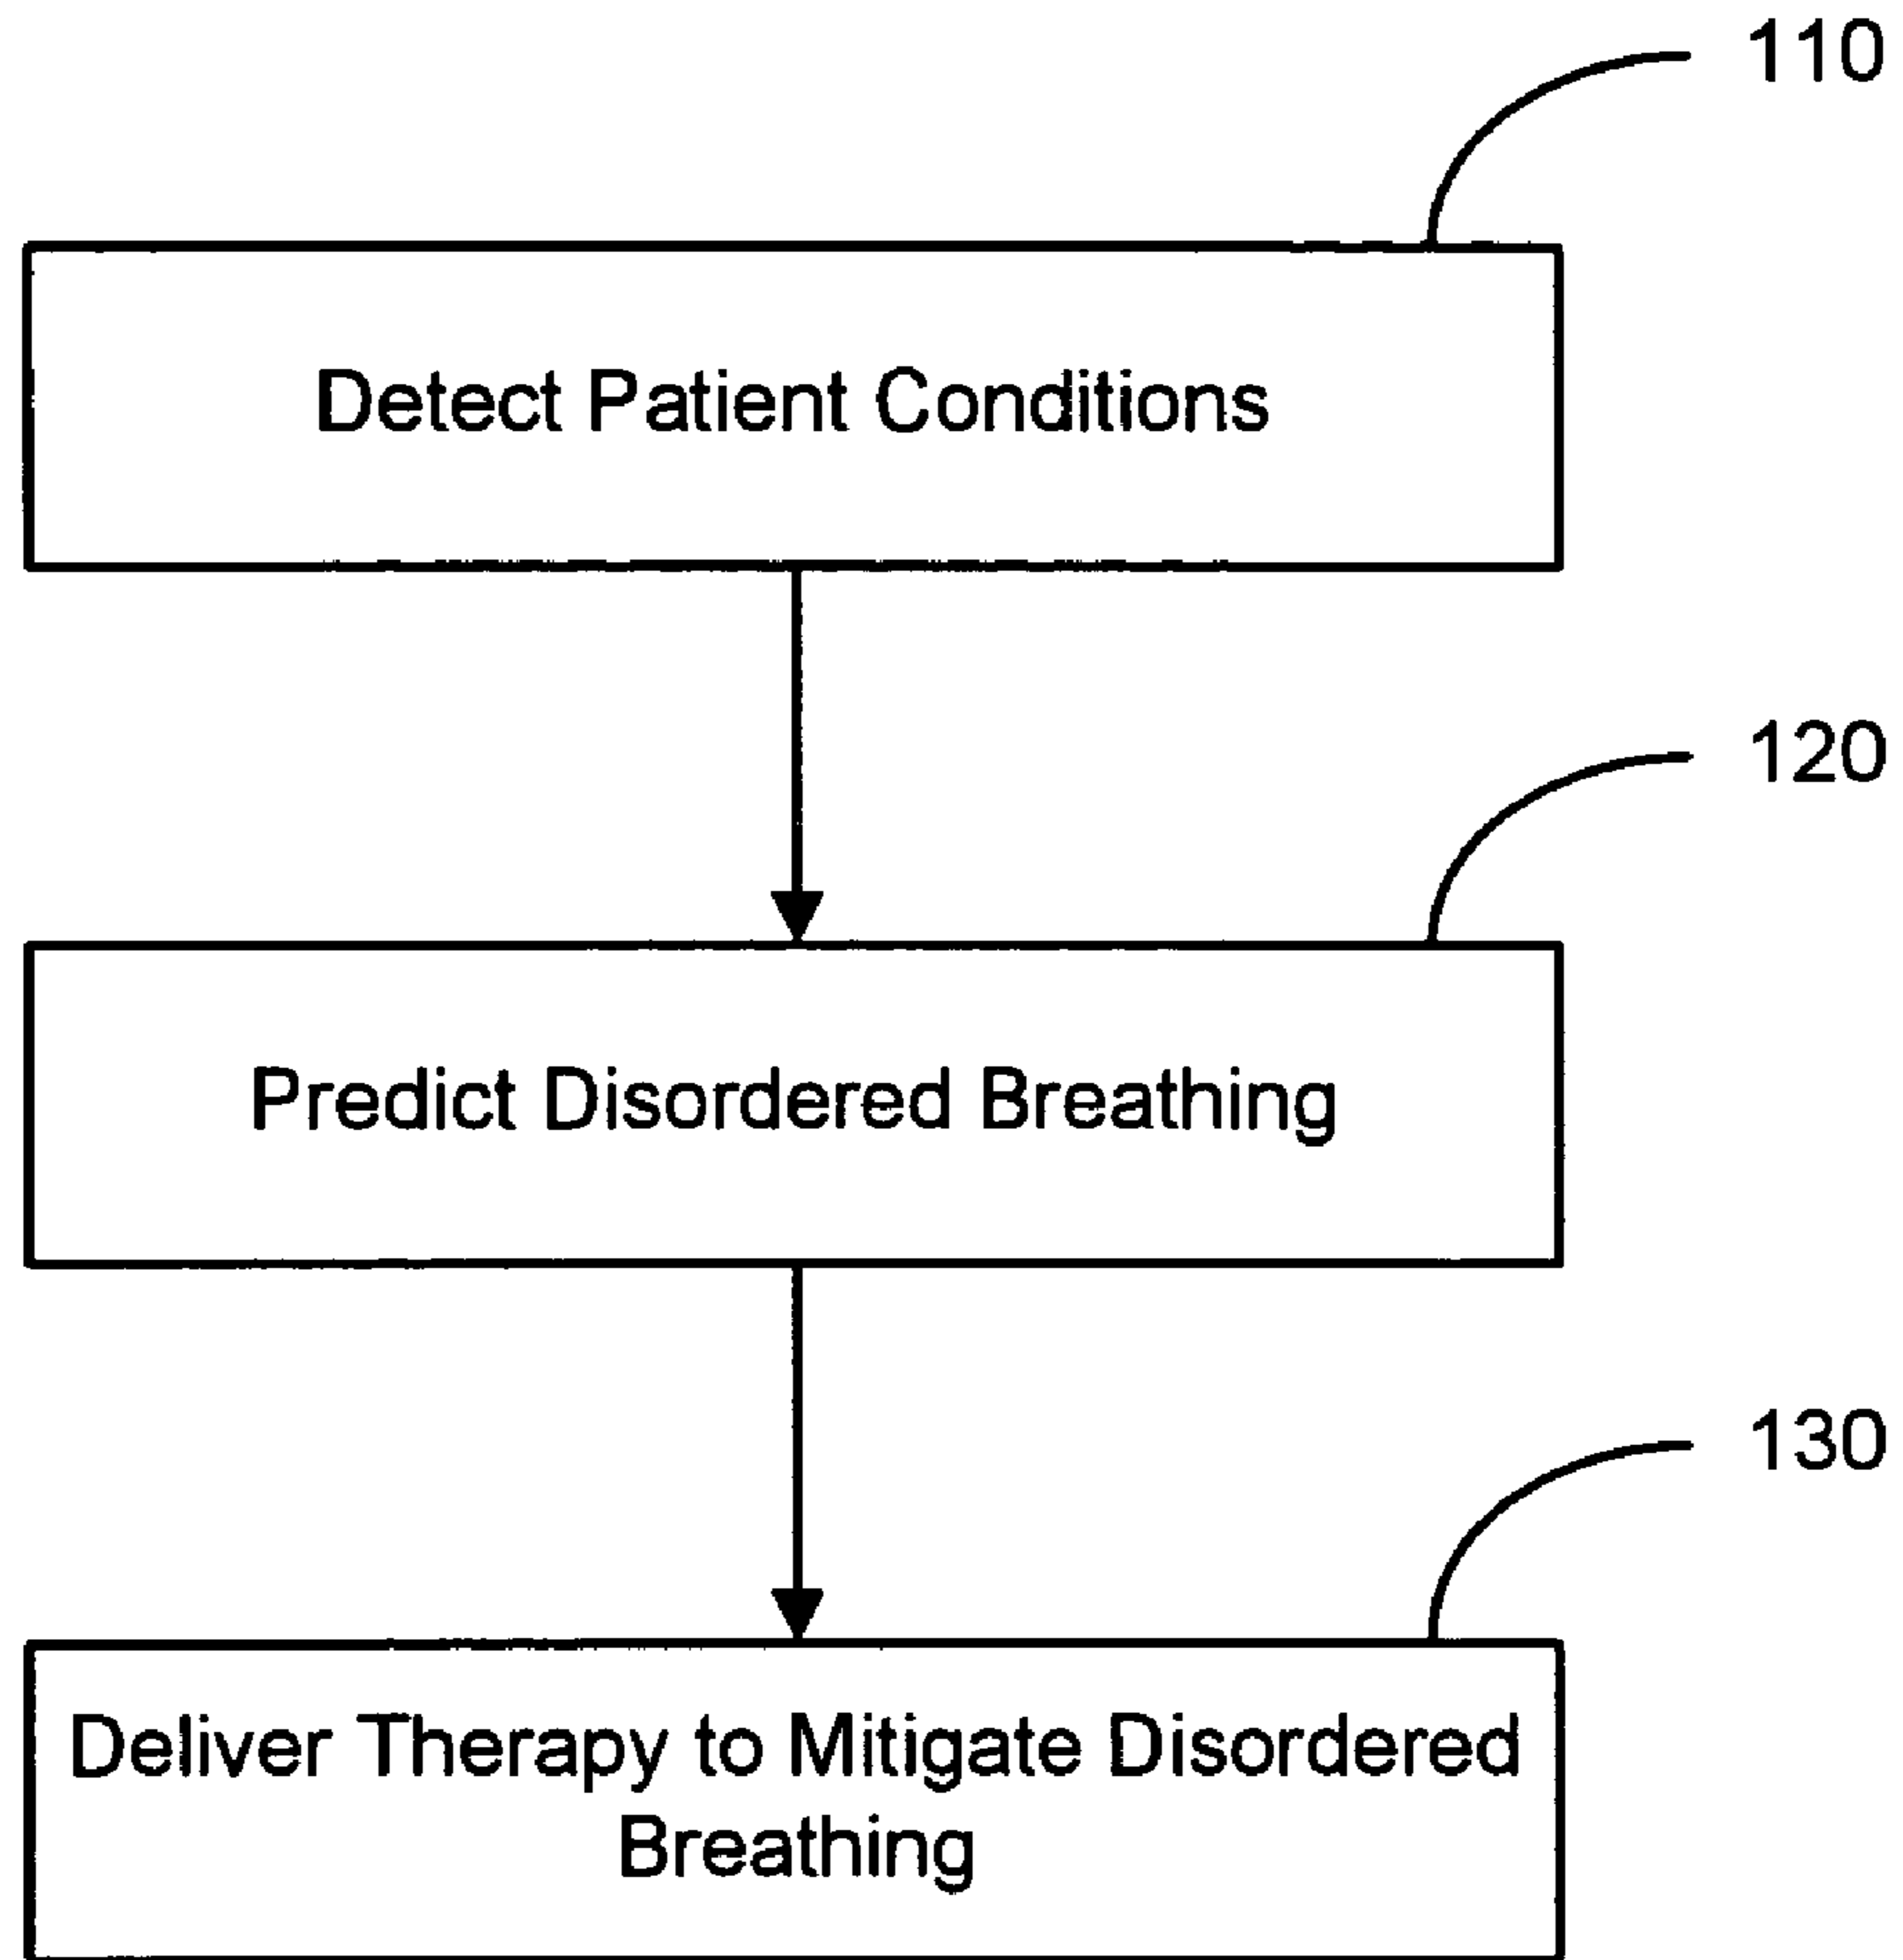 110
Detect Patient Conditions
120
Predict Disordered Breathing
130
Deliver Therapy to Mitigate Disordered
Breathing